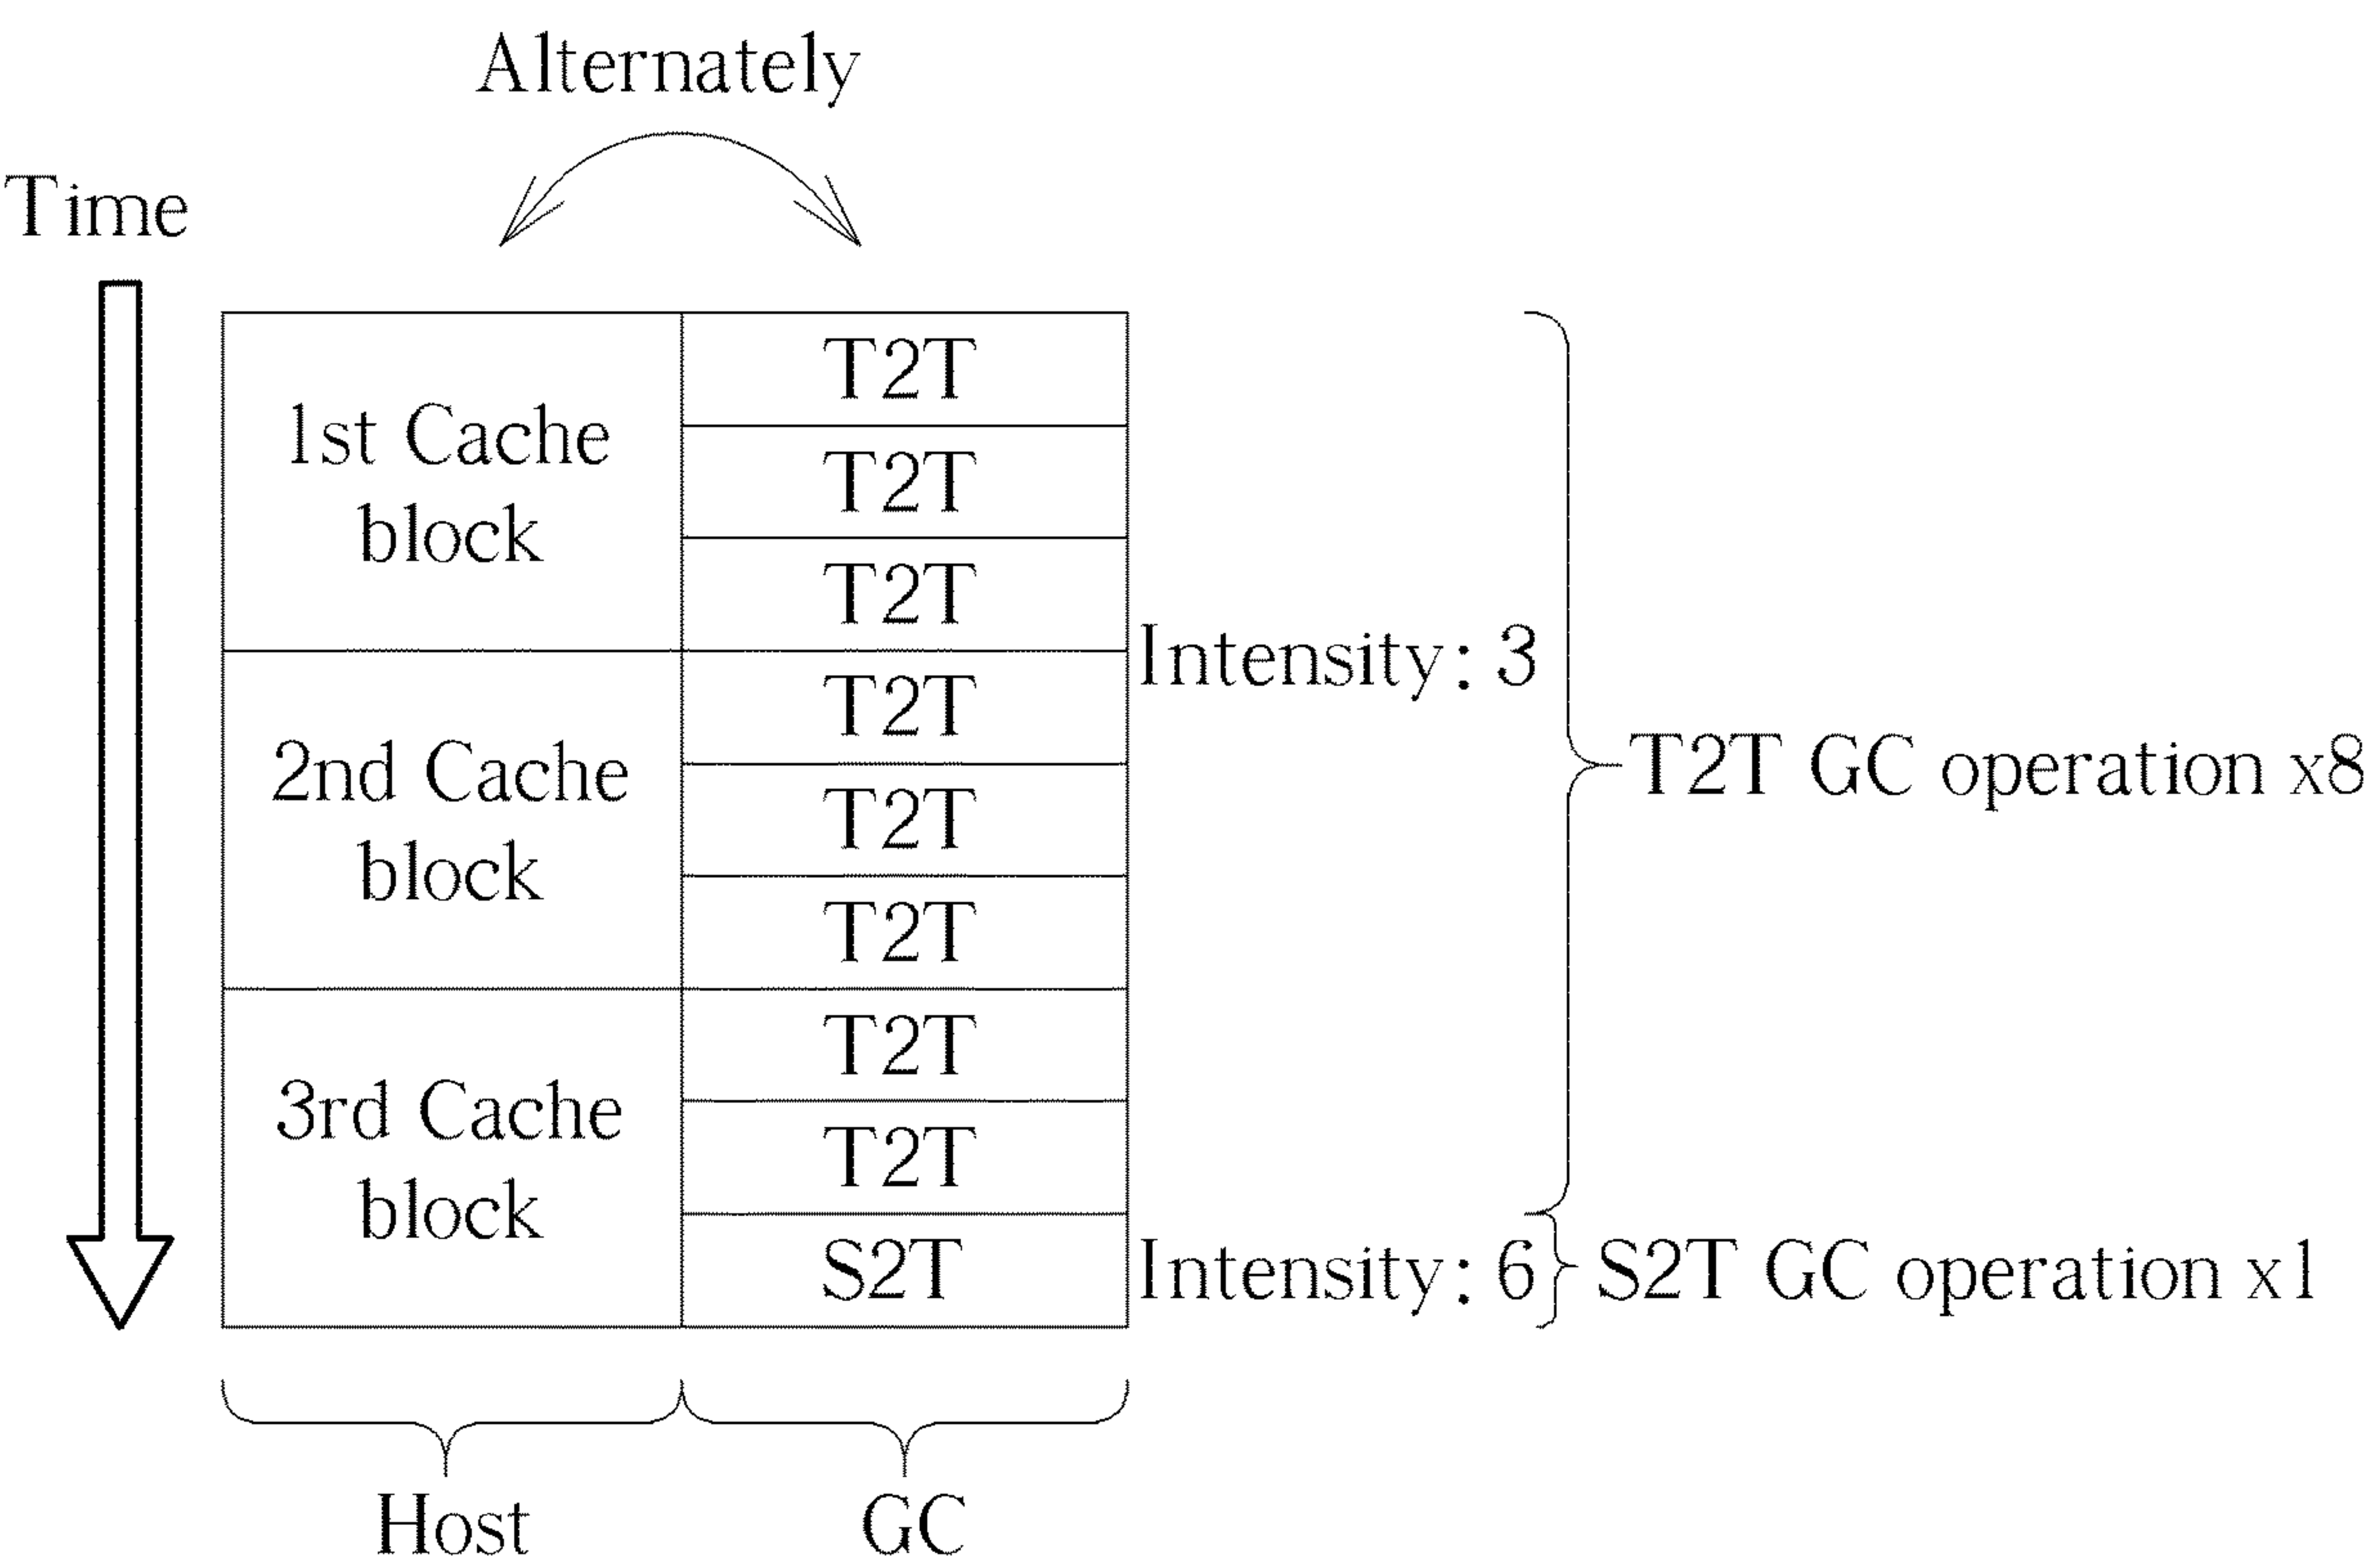 Alternately
Time
1st Cache
block
T2T
T2T
T2T
Intensity: 3
2nd Cache
block
T2T
T2T
T2T
T2T GC operation x8
3rd Cache
block
T2T
T2T
S2T
Intensity: 6
S2T GC operation x1
Host
GC